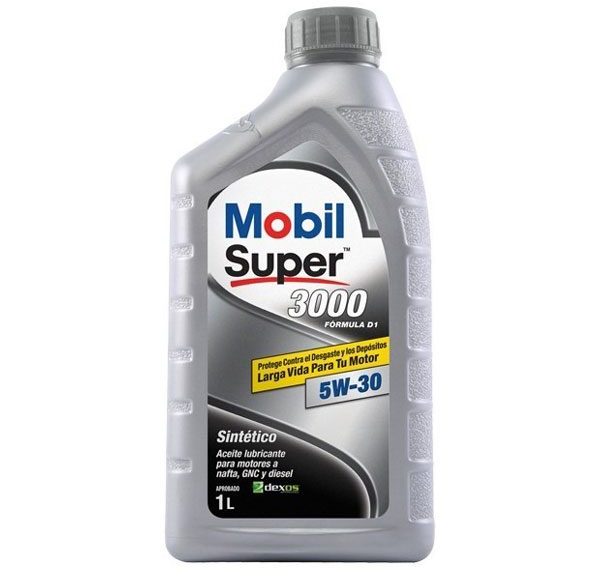 Mobil
Super™
3000
FÓRMULA D1
Protege Contra el Desgaste y los Depósitos
Larga Vida Para Tu Motor
5W-30
Sintético
Aceite lubricante
para motores a
nafta, GNC y diesel
APROBADO
dexos
1 L